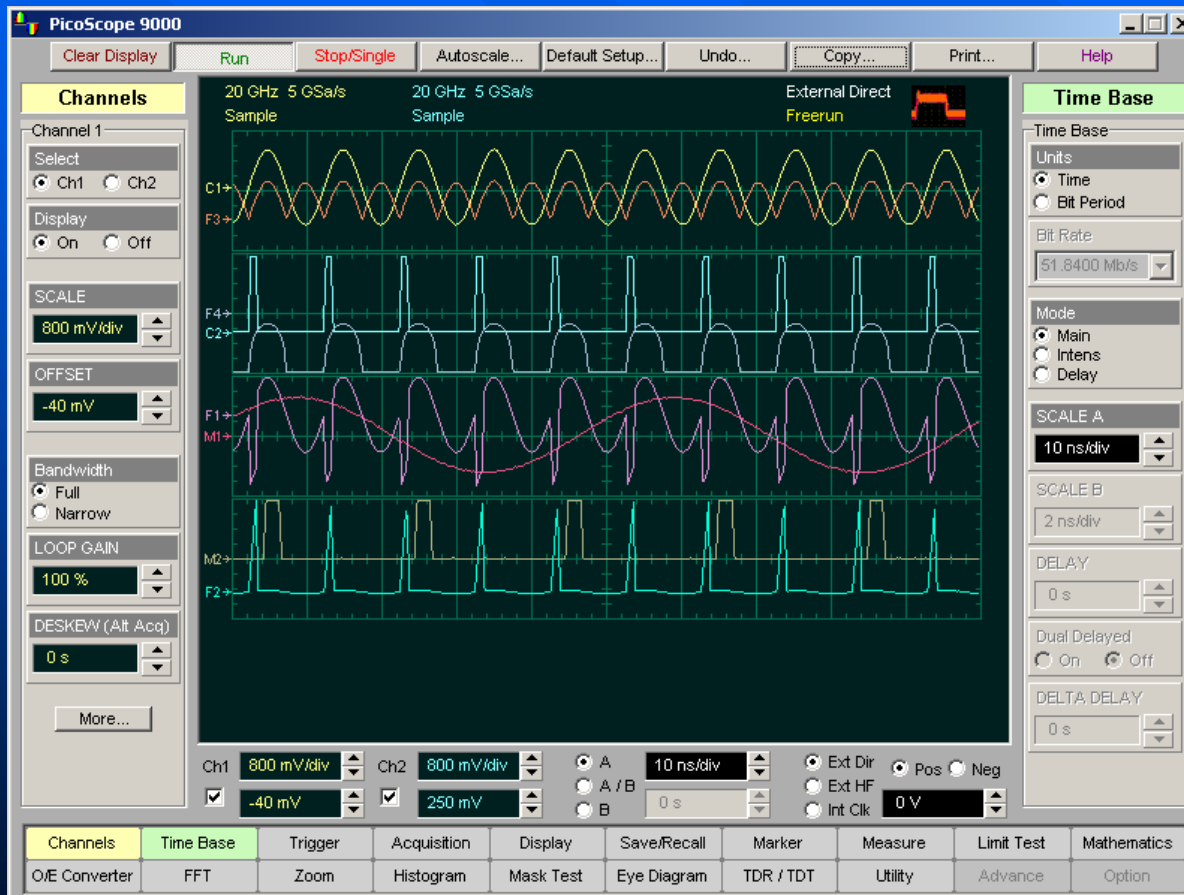 PicoScope 9000
Clear Display Run Stop/Single Autoscale... Default Setup... Undo... Copy... Print... Help
Channels
Channel 1
Select
Ch1 Ch2
Display
On Off
SCALE
800 mV/div
OFFSET
-40 mV
Bandwidth
Full
Narrow
LOOP GAIN
100 %
DESKEW (Alt Acq)
0 s
More...
20 GHz 5 GSa/s 20 GHz 5 GSa/s External Direct
Sample Sample Freerun
C1
F3
F4
C2
F1
M1
M2
F2
Time Base
Time Base
Units
Time
Bit Period
Bit Rate
51.8400 Mb/s
Mode
Main
Intens
Delay
SCALE A
10 ns/div
SCALE B
2 ns/div
DELAY
0 s
Dual Delayed
On Off
DELTA DELAY
0 s
Ch1 800 mV/div Ch2 800 mV/div A 10 ns/div Ext Dir Pos Neg
A / B Ext HF
-40 mV 250 mV B 0 s Int Clk 0 V
Channels Time Base Trigger Acquisition Display Save/Recall Marker Measure Limit Test Mathematics
O/E Converter FFT Zoom Histogram Mask Test Eye Diagram TDR / TDT Utility Advance Option